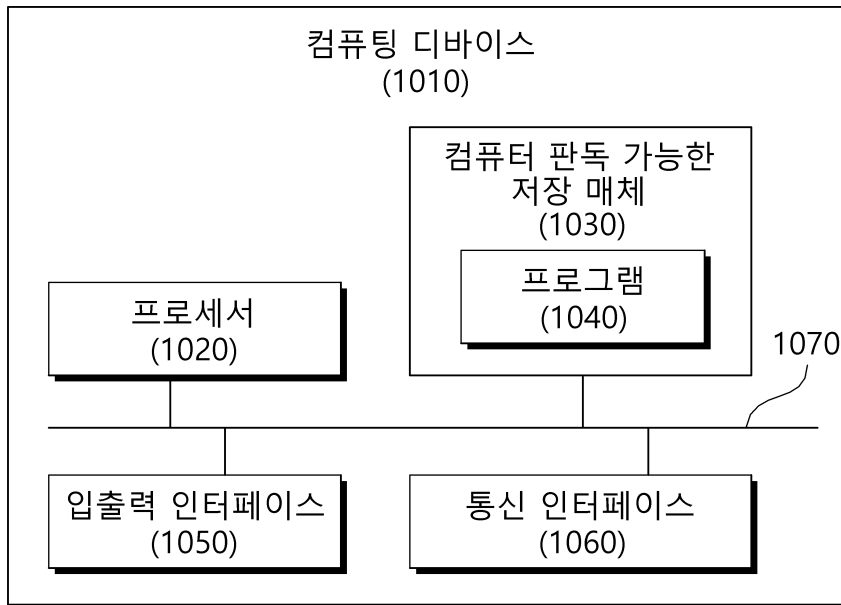 컴퓨팅 디바이스
(1010)
컴퓨터 판독 가능한
저장 매체
(1030)
프로그램
(1040)
프로세서
(1020)
1070
입출력 인터페이스
(1050)
통신 인터페이스
(1060)